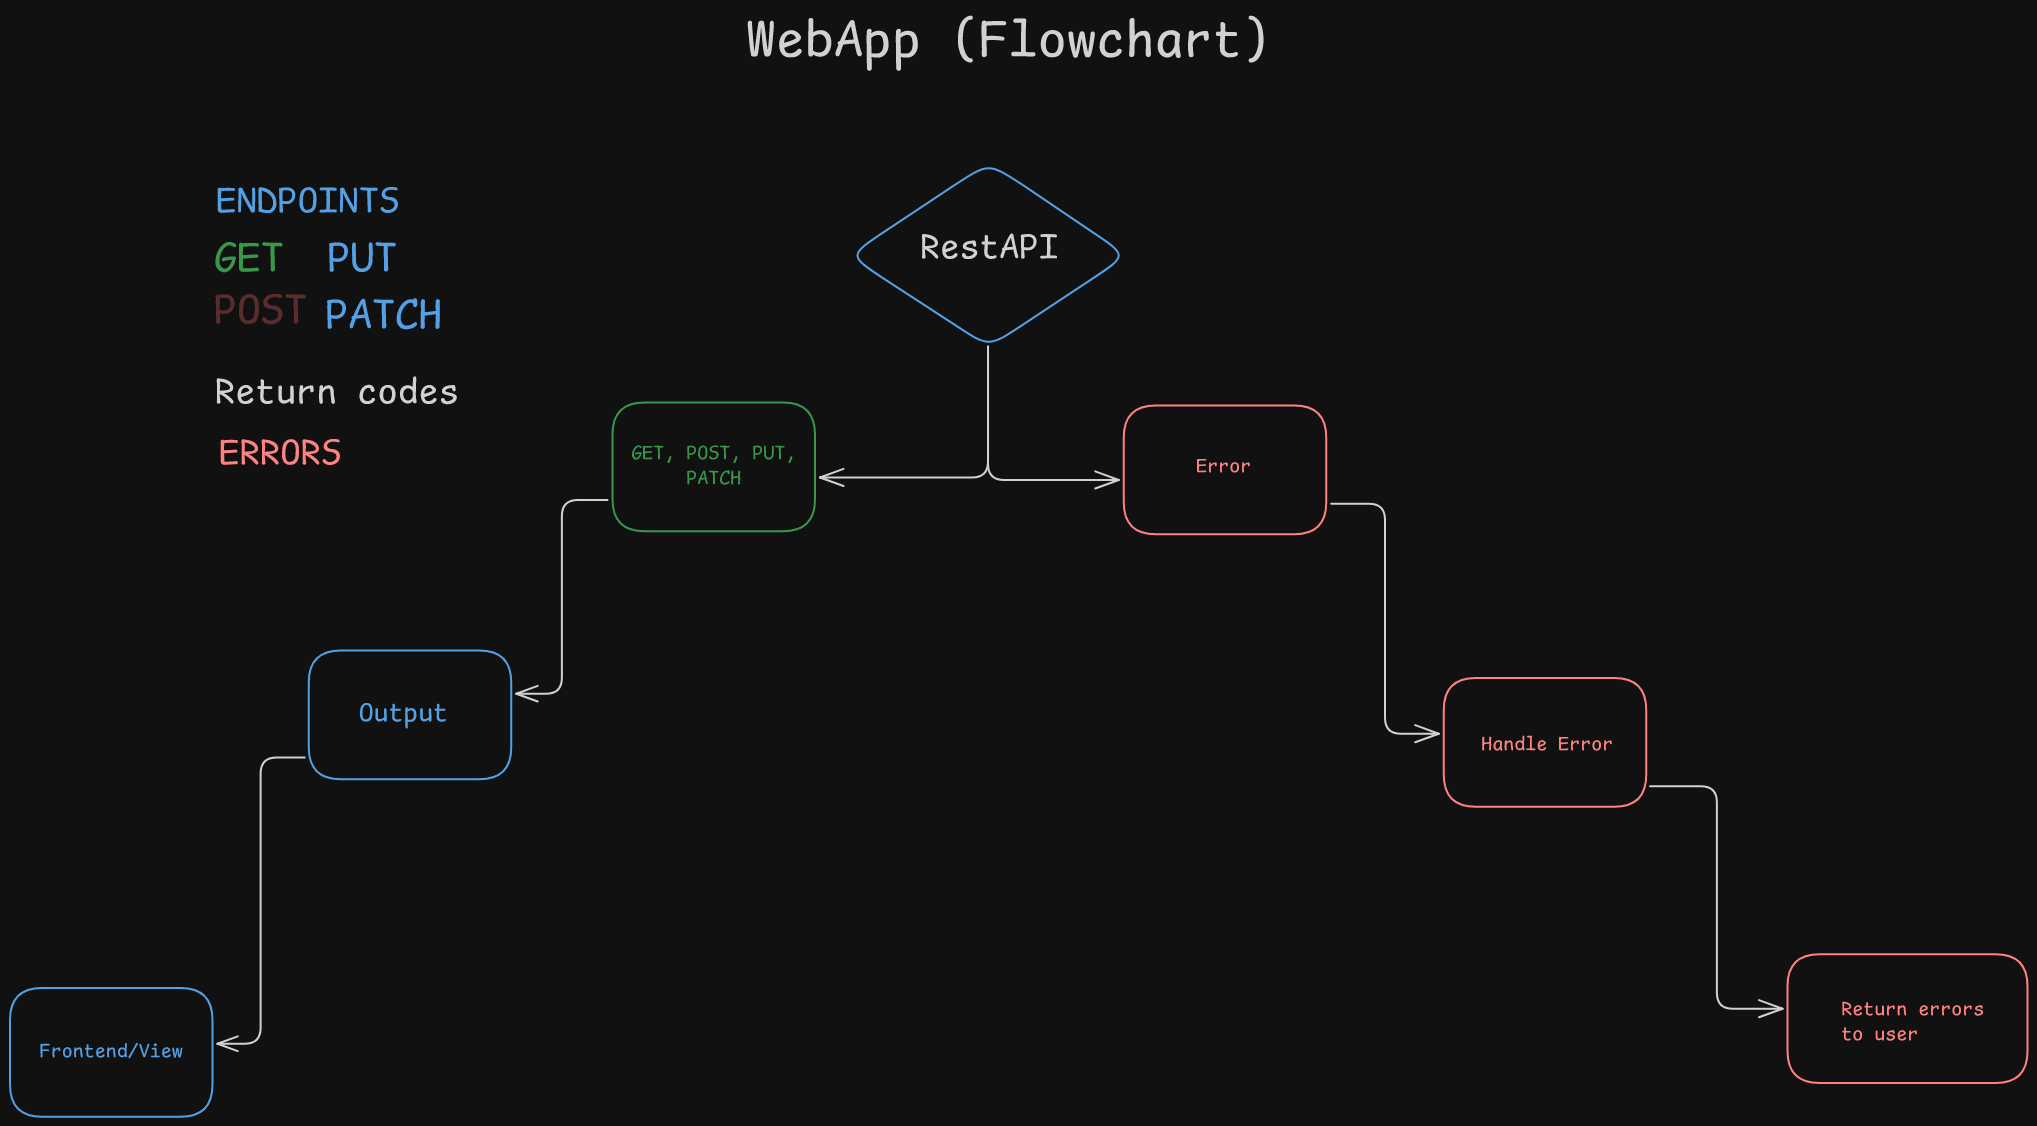 WebApp (Flowchart)
ENDPOINTS
GET PUT
POST PATCH
Return codes
ERRORS
RestAPI
GET, POST, PUT,
PATCH
Error
Output
Handle Error
Frontend/View
Return errors
to user